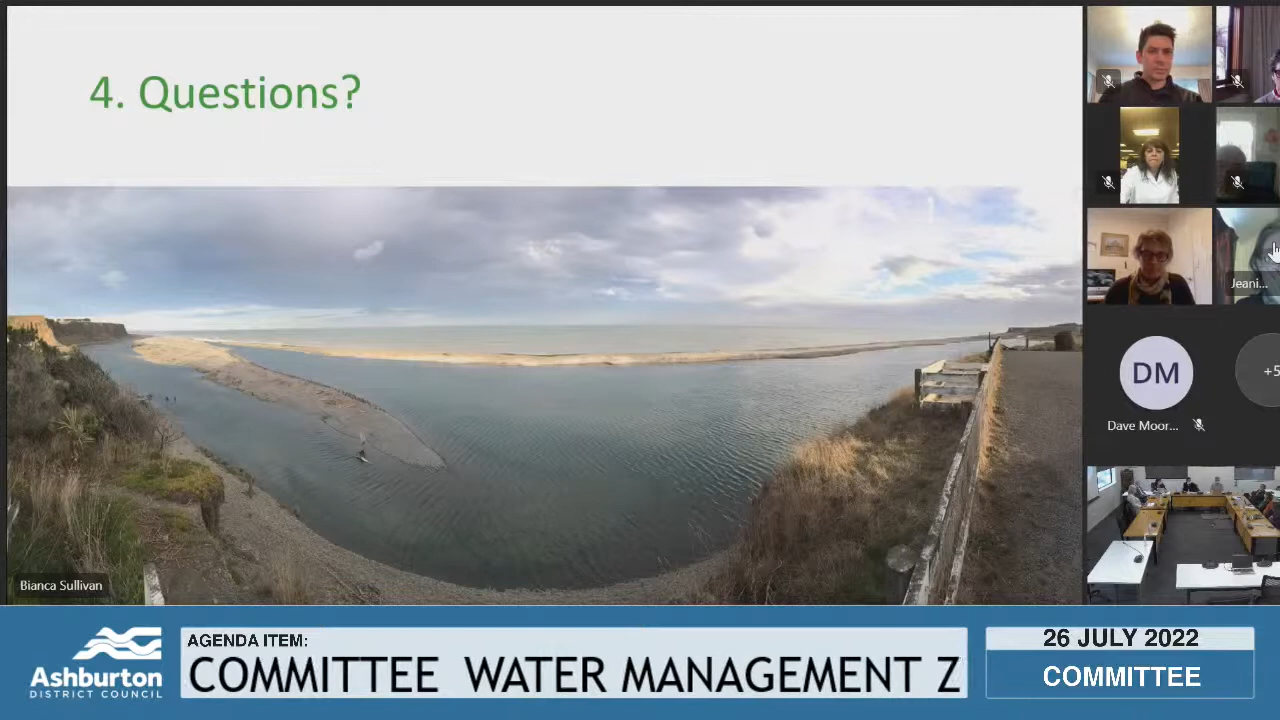 4. Questions?
Bianca Sullivan
Jeani...
DM
Dave Moor...
+5
Ashburton
DISTRICT COUNCIL
AGENDA ITEM:
COMMITTEE WATER MANAGEMENT Z
26 JULY 2022
COMMITTEE